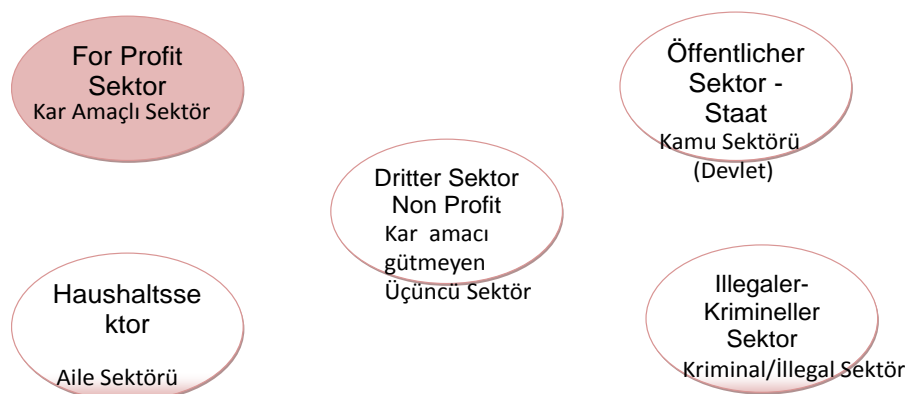 For Profit
Sektor
Kar Amaçlı Sektör
Öffentlicher
Sektor -
Staat
Kamu Sektörü
(Devlet)
Dritter Sektor
Non Profit
Kar amacı
gütmeyen
Üçüncü Sektör
Haushaltsse
ktor
Aile Sektörü
Illegaler-
Krimineller
Sektor
Kriminal/İllegal Sektör